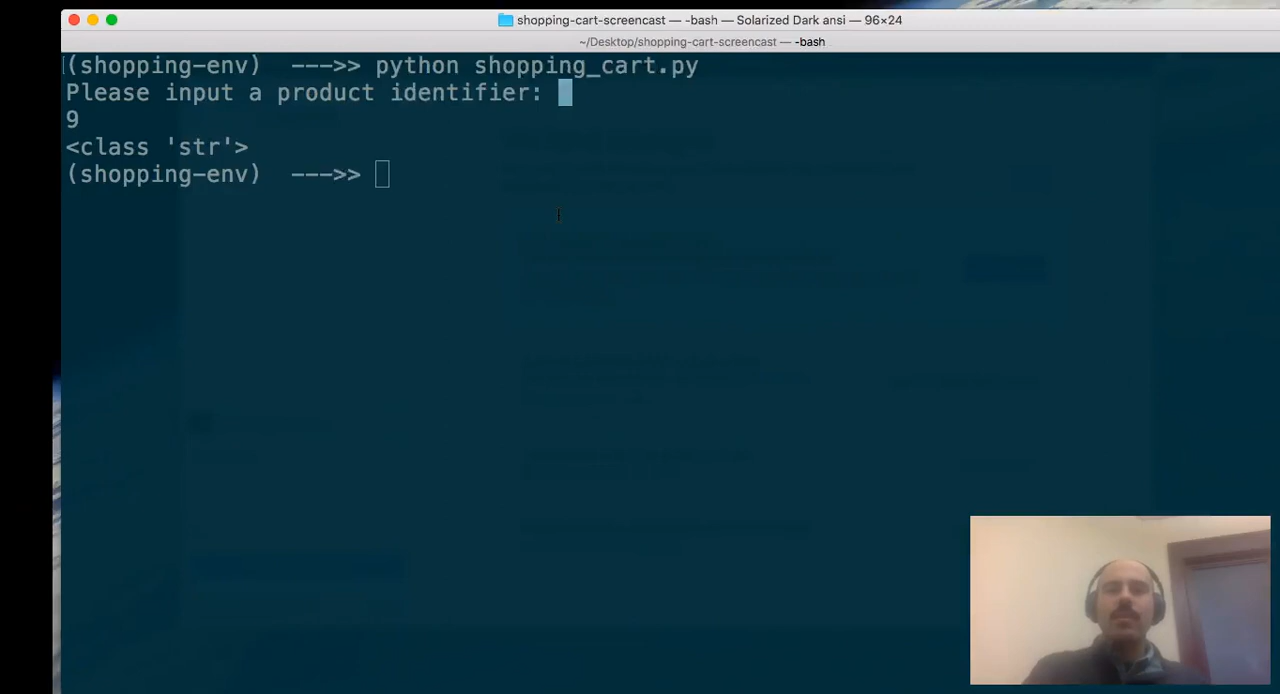 shopping-cart-screencast — -bash — Solarized Dark ansi — 96×24
~/Desktop/shopping-cart-screencast — -bash
(shopping-env)  --->> python shopping_cart.py
Please input a product identifier:
9
<class 'str'>
(shopping-env)  --->>